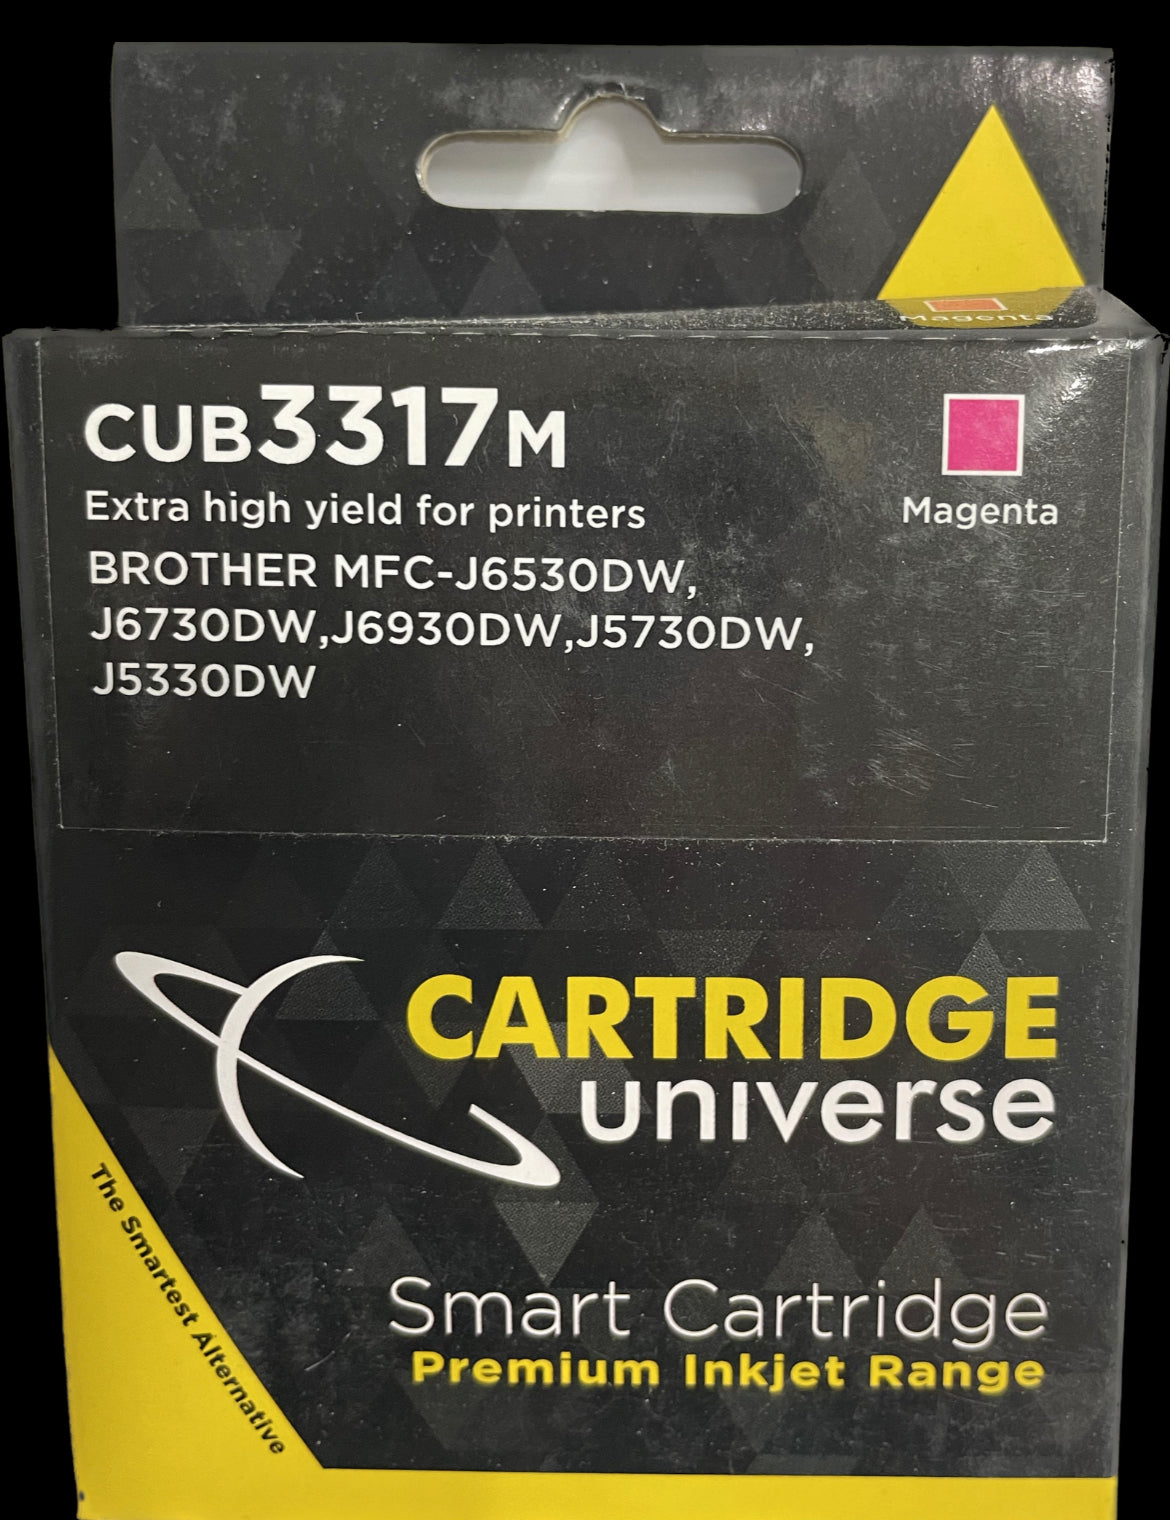 Magenta
CUB3317M
Magenta
Extra high yield for printers
BROTHER MFC-J6530DW,
J6730DW,J6930DW,J5730DW,
J5330DW
CARTRIDGE
universe
The Smartest Alternative
Smart Cartridge
Premium Inkjet Range